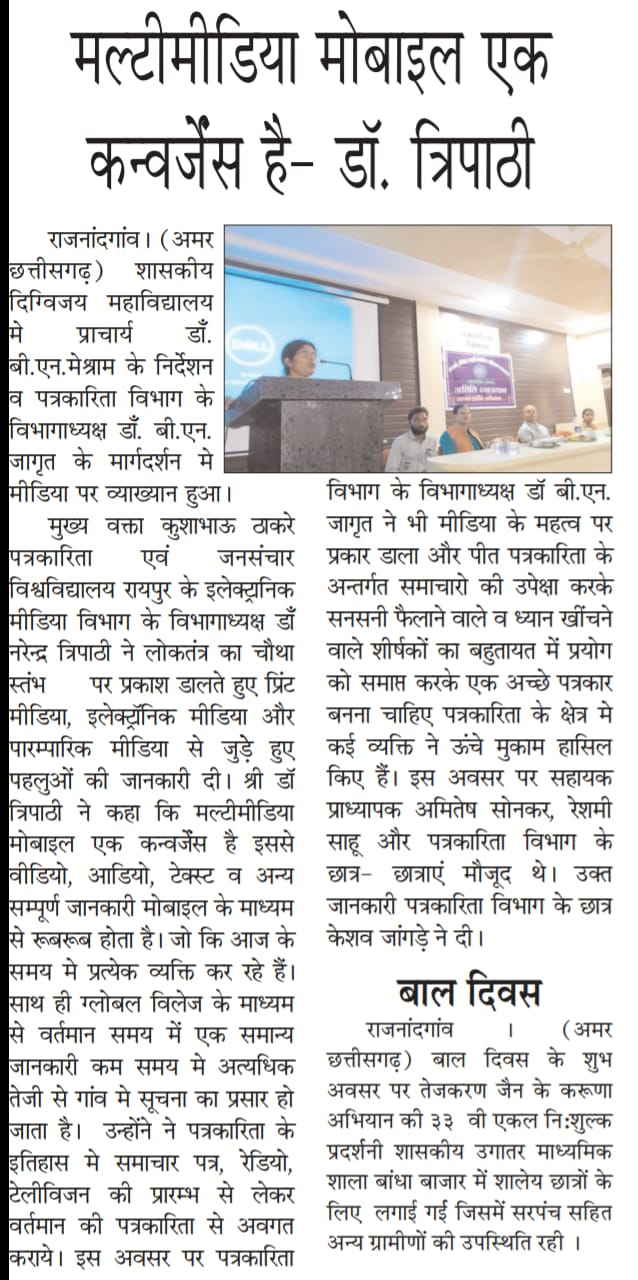 मल्टीमीडिया मोबाइल एक
कन्वर्जेंस है- डॉ. त्रिपाठी
राजनांदगांव। (अमर
छत्तीसगढ़) शासकीय
दिग्विजय महाविद्यालय
मे प्राचार्य डॉ.
बी.एन.मेश्राम के निर्देशन
व पत्रकारिता विभाग के
विभागाध्यक्ष डॉ. बी.एन.
जागृत के मार्गदर्शन मे
मीडिया पर व्याख्यान हुआ।
मुख्य वक्ता कुशाभाऊ ठाकरे
पत्रकारिता एवं जनसंचार
विश्वविद्यालय रायपुर के इलेक्ट्रानिक
मीडिया विभाग के विभागाध्यक्ष डॉ
नरेन्द्र त्रिपाठी ने लोकतंत्र का चौथा
स्तंभ पर प्रकाश डालते हुए प्रिंट
मीडिया, इलेक्ट्रॉनिक मीडिया और
पारम्पारिक मीडिया से जुड़े हुए
पहलुओं की जानकारी दी। श्री डॉ
त्रिपाठी ने कहा कि मल्टीमीडिया
मोबाइल एक कन्वर्जेंस है इससे
वीडियो, आडियो, टेक्स्ट व अन्य
सम्पूर्ण जानकारी मोबाइल के माध्यम
से रूबरूब होता है। जो कि आज के
समय मे प्रत्येक व्यक्ति कर रहे हैं।
साथ ही ग्लोबल विलेज के माध्यम
से वर्तमान समय में एक समान्य
जानकारी कम समय मे अत्यधिक
तेजी से गांव मे सूचना का प्रसार हो
जाता है। उन्होंने ने पत्रकारिता के
इतिहास मे समाचार पत्र, रेडियो,
टेलीविजन की प्रारम्भ से लेकर
वर्तमान की पत्रकारिता से अवगत
कराये। इस अवसर पर पत्रकारिता
DELL
अतिथि व्याख्यान
विभाग के विभागाध्यक्ष डॉ बी.एन.
जागृत ने भी मीडिया के महत्व पर
प्रकार डाला और पीत पत्रकारिता के
अन्तर्गत समाचारो की उपेक्षा करके
सनसनी फैलाने वाले व ध्यान खींचने
वाले शीर्षकों का बहुतायत में प्रयोग
को समाप्त करके एक अच्छे पत्रकार
बनना चाहिए पत्रकारिता के क्षेत्र मे
कई व्यक्ति ने ऊंचे मुकाम हासिल
किए हैं। इस अवसर पर सहायक
प्राध्यापक अमितेष सोनकर, रेशमी
साहू और पत्रकारिता विभाग के
छात्र- छात्राएं मौजूद थे। उक्त
जानकारी पत्रकारिता विभाग के छात्र
केशव जांगड़े ने दी।
बाल दिवस
राजनांदगांव । (अमर
छत्तीसगढ़) बाल दिवस के शुभ
अवसर पर तेजकरण जैन के करूणा
अभियान की ३३ वी एकल नि:शुल्क
प्रदर्शनी शासकीय उगातर माध्यमिक
शाला बांधा बाजार में शालेय छात्रों के
लिए लगाई गई जिसमें सरपंच सहित
अन्य ग्रामीणों की उपस्थिति रही ।